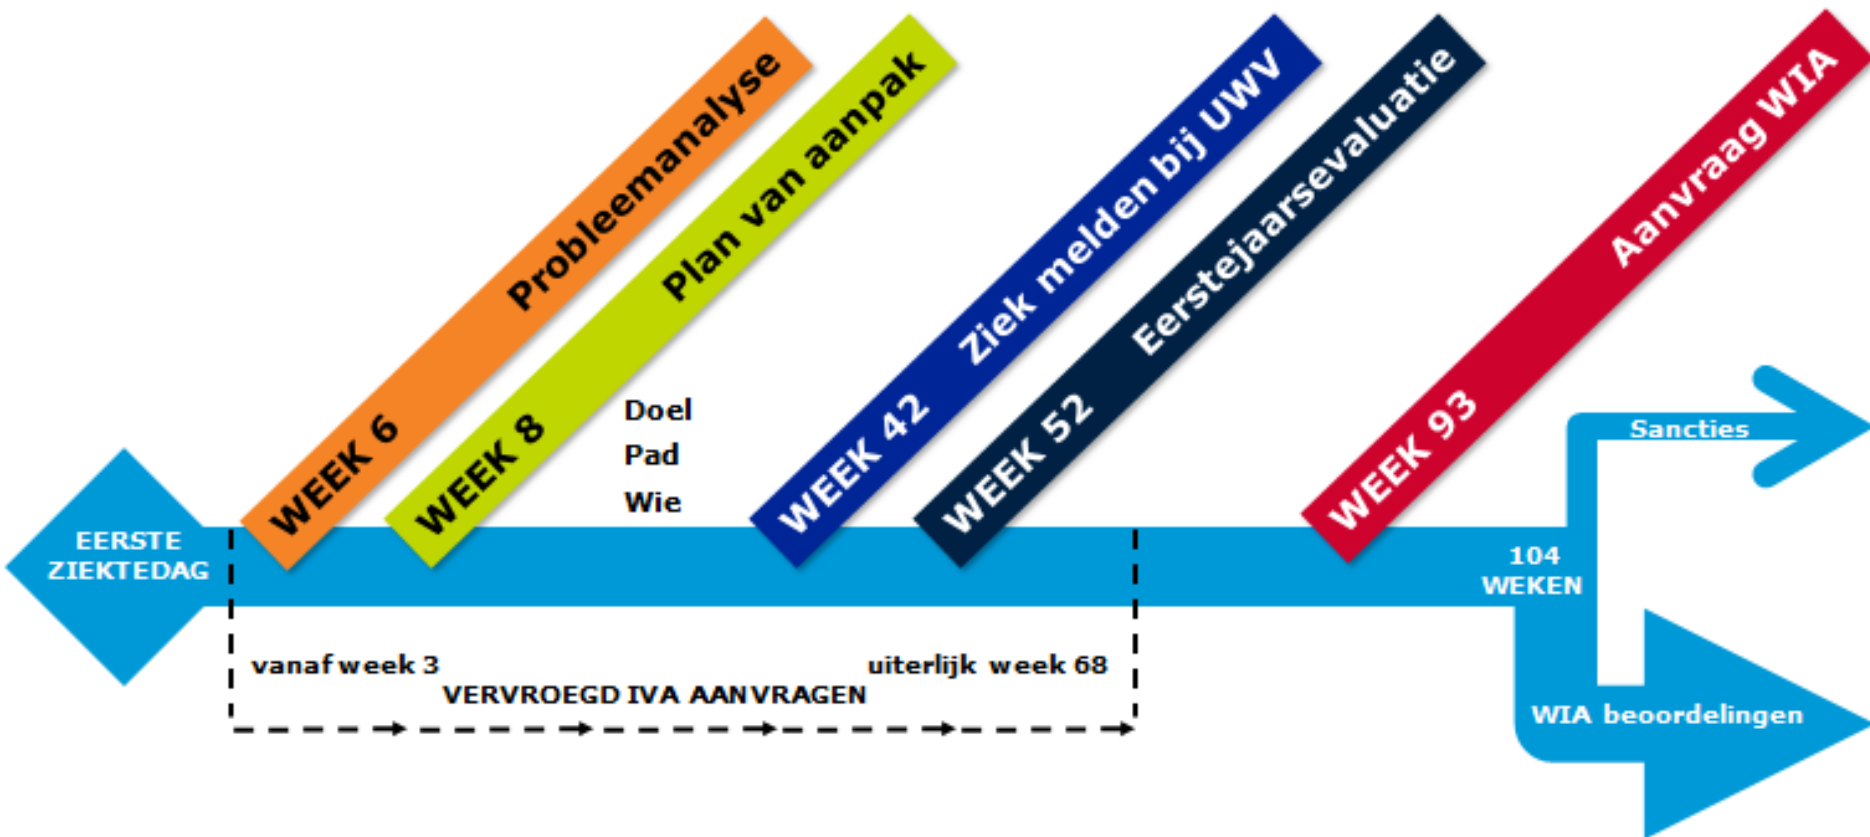 WEEK 6 Probleemanalyse
WEEK 8 Plan van aanpak
Doel
Pad
Wie
WEEK 42 Ziek melden bij UWV
WEEK 52 Eerstejaarsevaluatie
WEEK 93 Aanvraag WIA
Sancties
EERSTE
ZIEKTEDAG
104
WEKEN
vanaf week 3
uiterlijk week 68
VERVROEGD IVA AANVRAGEN
WIA beoordelingen